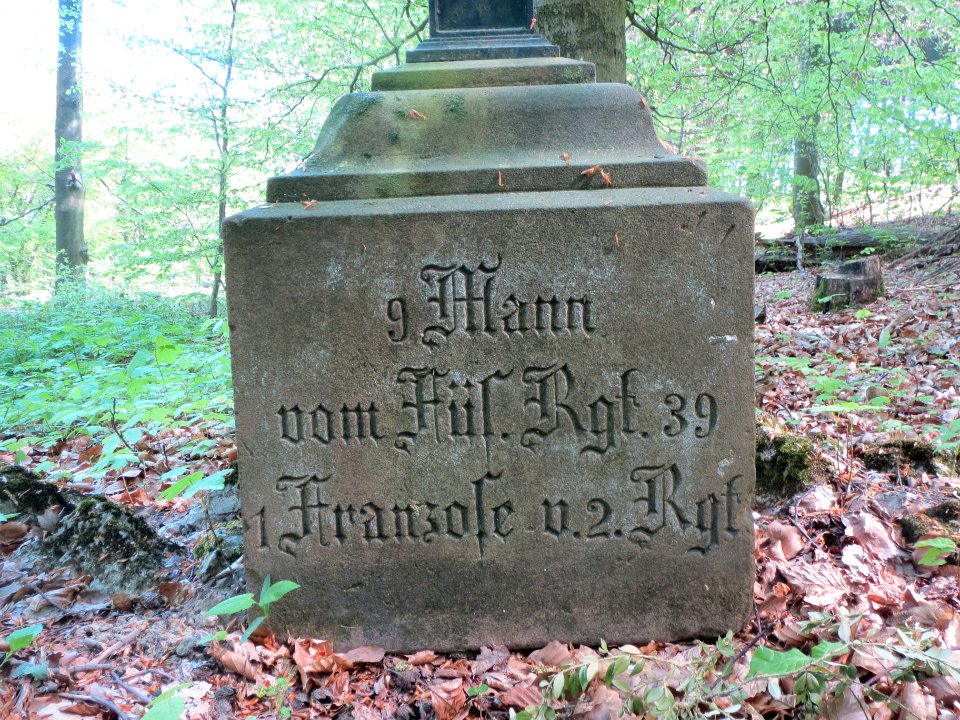 9 Mann
vom Füs. Rgt. 39
1 Franzose v. 2. Rgt